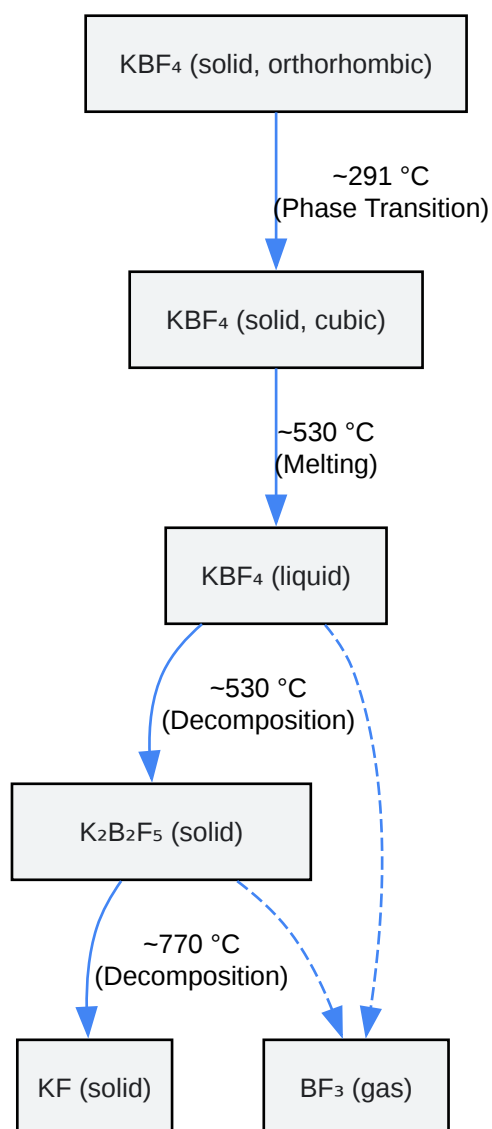 KBF₄ (solid, orthorhombic)
~291 °C
(Phase Transition)
KBF₄ (solid, cubic)
~530 °C
(Melting)
KBF₄ (liquid)
~530 °C
(Decomposition)
K₂B₂F₅ (solid)
~770 °C
(Decomposition)
KF (solid)
BF₃ (gas)